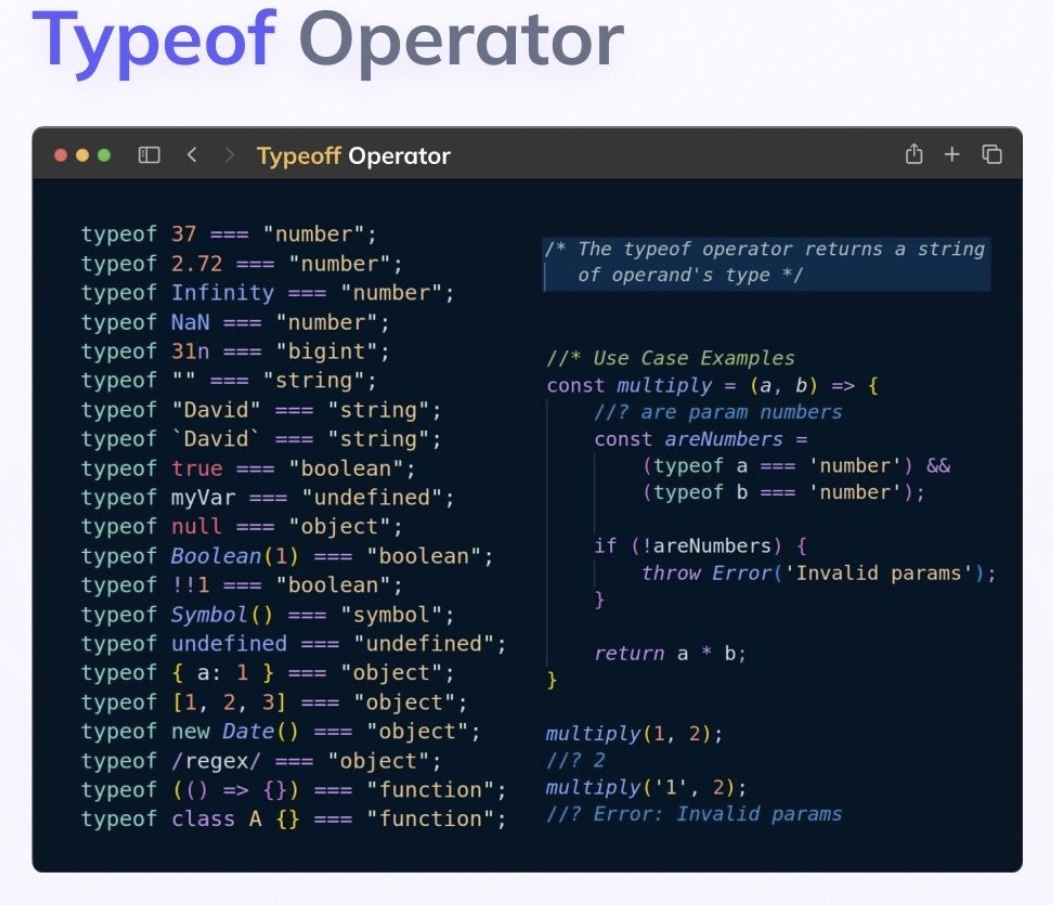 Typeof Operator
Typeoff Operator
typeof 37 === "number";
typeof 2.72 === "number";
typeof Infinity === "number";
typeof NaN === "number";
typeof 31n === "bigint";
typeof "" === "string";
typeof "David" === "string";
typeof `David` === "string";
typeof true === "boolean";
typeof myVar === "undefined";
typeof null === "object";
typeof Boolean(1) === "boolean";
typeof !!1 === "boolean";
typeof Symbol() === "symbol";
typeof undefined === "undefined";
typeof { a: 1 } === "object";
typeof [1, 2, 3] === "object";
typeof new Date() === "object";
typeof /regex/ === "object";
typeof (() => {}) === "function";
typeof class A {} === "function";
/* The typeof operator returns a string
of operand's type */
//* Use Case Examples
const multiply = (a, b) => {
//? are param numbers
const areNumbers =
(typeof a === 'number') &&
(typeof b === 'number');
if (!areNumbers) {
throw Error('Invalid params');
}
return a * b;
}
multiply(1, 2);
//? 2
multiply('1', 2);
//? Error: Invalid params